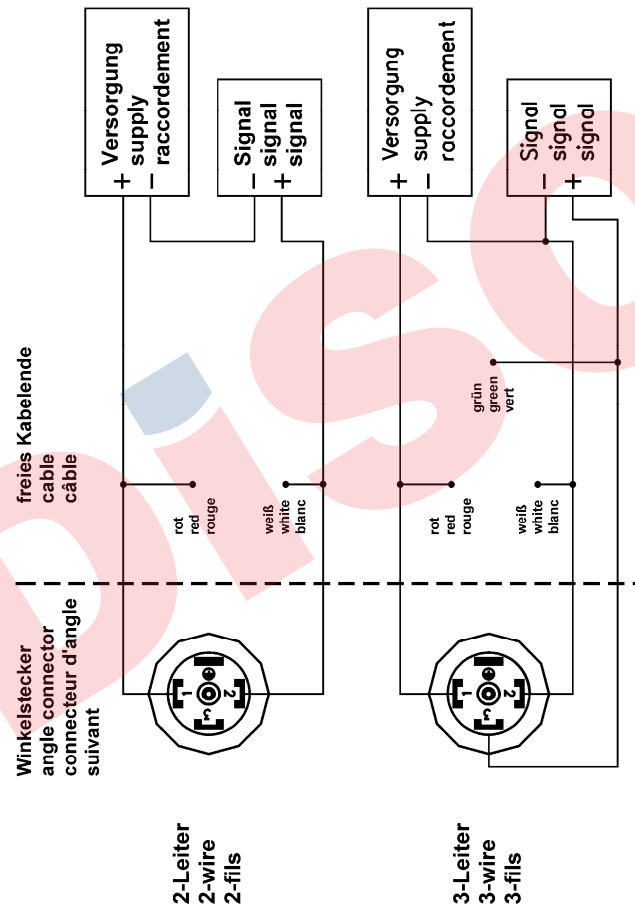 Winkelstecker
angle connector
connecteur d'angle
suivant
freies Kabelende
cable
câble
2-Leiter
2-wire
2-fils
1
2
3
rot
red
rouge
weiß
white
blanc
+
−
Versorgung
supply
raccordement
−
+
Signal
signal
signal
3-Leiter
3-wire
3-fils
1
2
3
rot
red
rouge
weiß
white
blanc
grün
green
vert
+
−
Versorgung
supply
raccordement
−
+
Signal
signal
signal
Diso